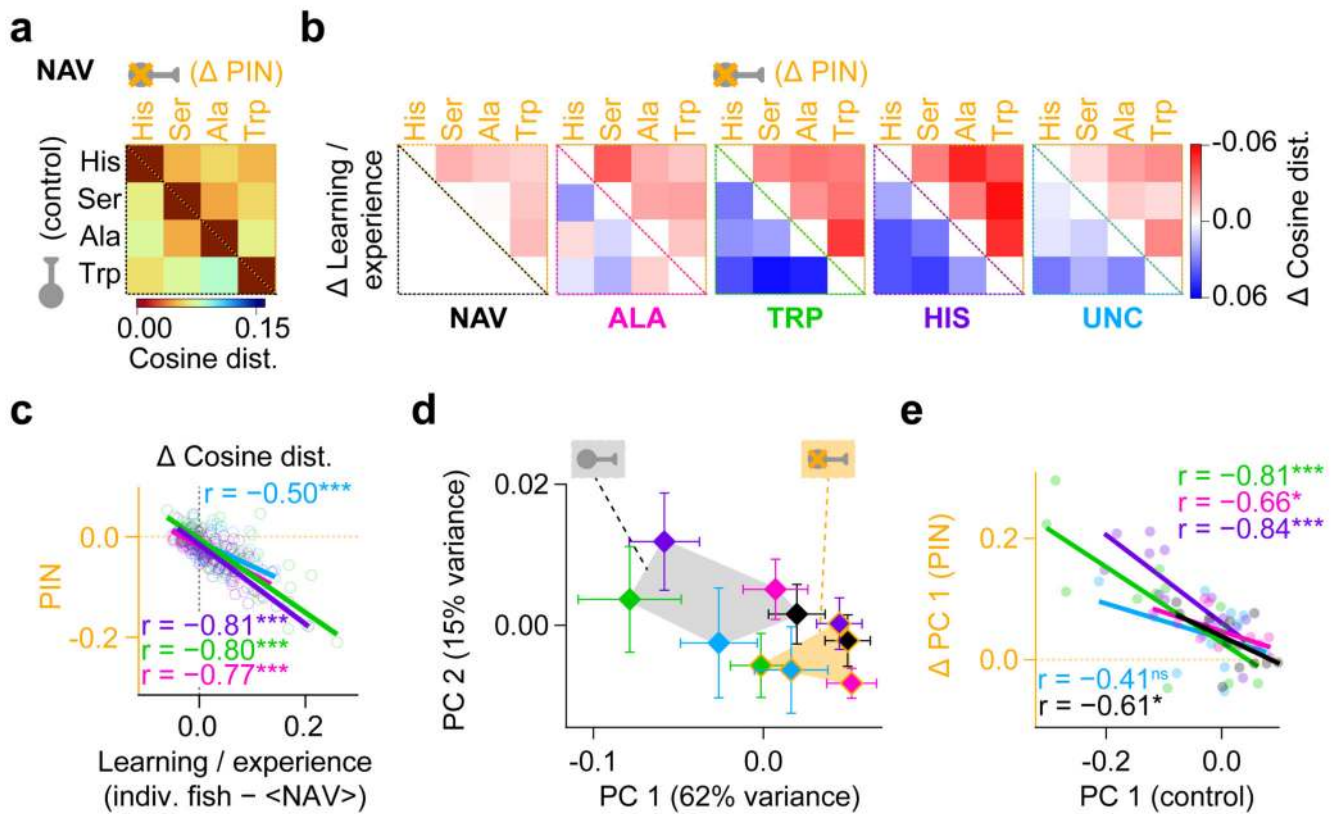 a
NAV
(Δ PIN)
His
Ser
Ala
Trp
(control)
His
Ser
Ala
Trp
0.00
0.15
Cosine dist.
b
(Δ PIN)
Δ Learning /
experience
His
Ser
Ala
Trp
His
Ser
Ala
Trp
His
Ser
Ala
Trp
His
Ser
Ala
Trp
His
Ser
Ala
Trp
NAV
ALA
TRP
HIS
UNC
-0.06
0.0
0.06
Δ Cosine dist.
c
Δ Cosine dist.
r = −0.50***
PIN
0.0
-0.2
r = −0.81***
r = −0.80***
r = −0.77***
0.0
0.2
Learning / experience
(indiv. fish − <NAV>)
d
PC 2 (15% variance)
0.02
0.00
-0.1
0.0
PC 1 (62% variance)
e
Δ PC 1 (PIN)
0.2
0.0
r = −0.81***
r = −0.66*
r = −0.84***
r = −0.41ns
r = −0.61*
-0.2
0.0
PC 1 (control)